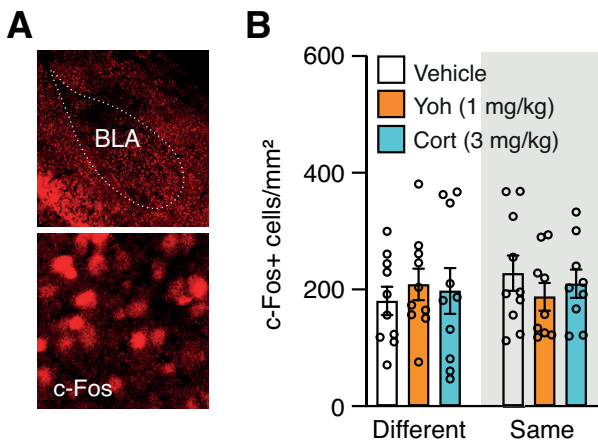 A
BLA
c-Fos
B
c-Fos+ cells/mm²
600
400
200
0
Vehicle
Yoh (1 mg/kg)
Cort (3 mg/kg)
Different
Same